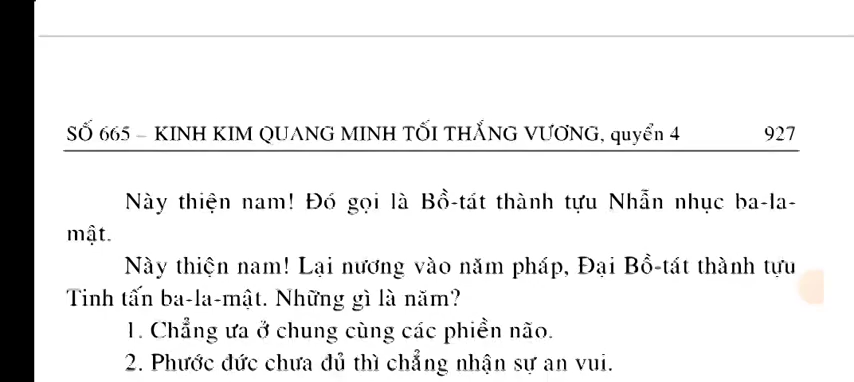 SỐ 665 – KINH KIM QUANG MINH TỐI THẮNG VƯƠNG, quyển 4 927
Này thiện nam! Đó gọi là Bồ-tát thành tựu Nhẫn nhục ba-la-
mật.
Này thiện nam! Lại nương vào năm pháp, Đại Bồ-tát thành tựu
Tinh tấn ba-la-mật. Những gì là năm?
1. Chẳng ưa ở chung cùng các phiền não.
2. Phước đức chưa đủ thì chẳng nhận sự an vui.